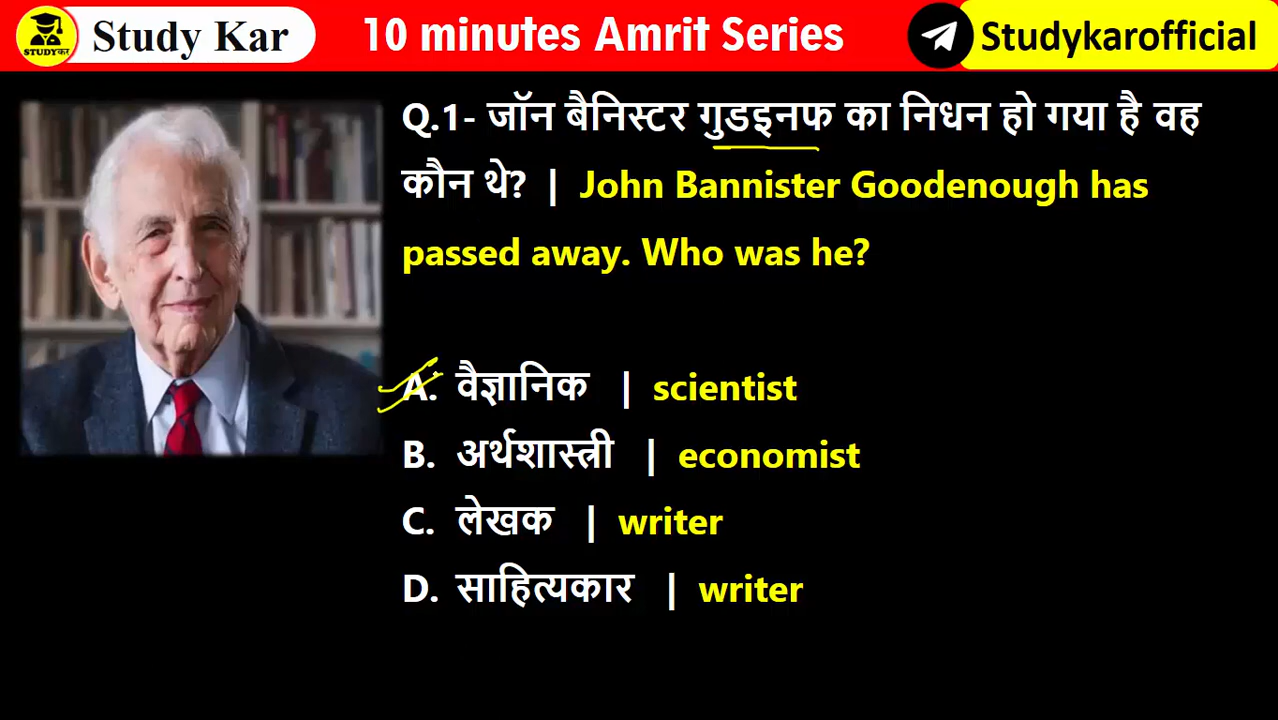 STUDYकर
Study Kar
10 minutes Amrit Series
Studykarofficial
Q.1- जॉन बैनिस्टर गुडइनफ का निधन हो गया है वह
कौन थे? | John Bannister Goodenough has
passed away. Who was he?
A. वैज्ञानिक | scientist
B. अर्थशास्त्री | economist
C. लेखक | writer
D. साहित्यकार | writer